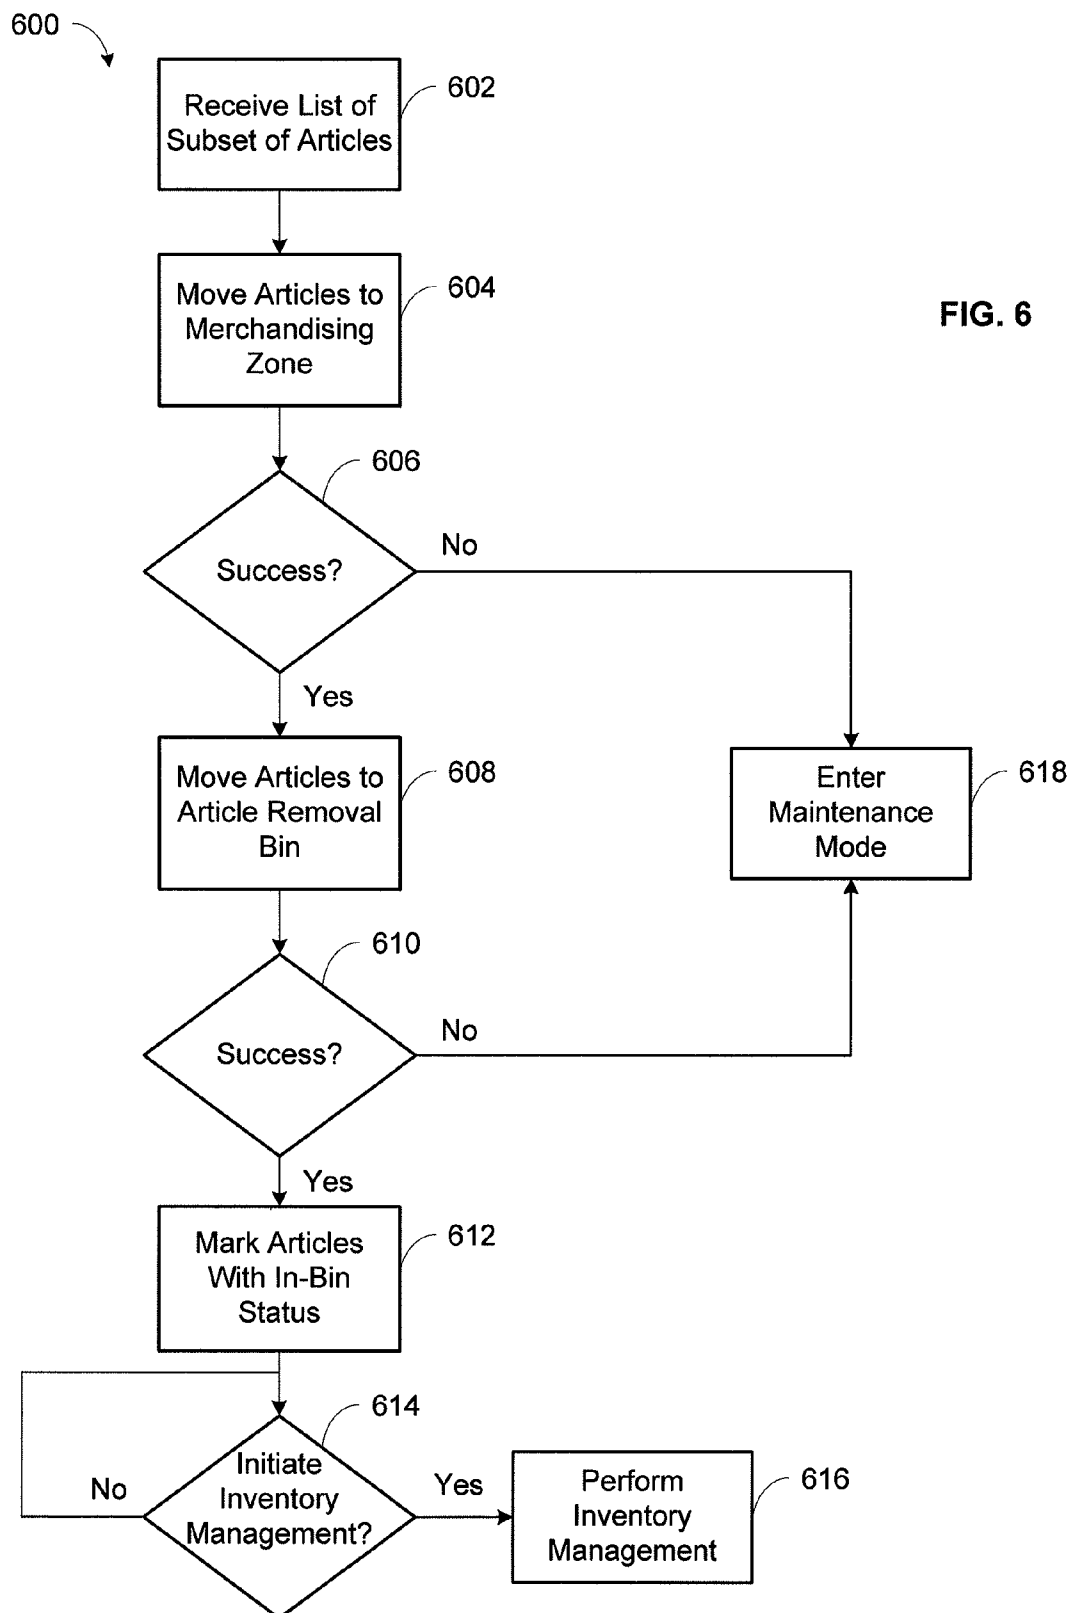 600
Receive List of
Subset of Articles
602
Move Articles to
Merchandising
Zone
604
FIG. 6
606
Success?
No
Yes
Move Articles to
Article Removal
Bin
608
Enter
Maintenance
Mode
618
610
Success?
No
Yes
Mark Articles
With In-Bin
Status
612
614
Initiate
Inventory
Management?
No
Yes
Perform
Inventory
Management
616